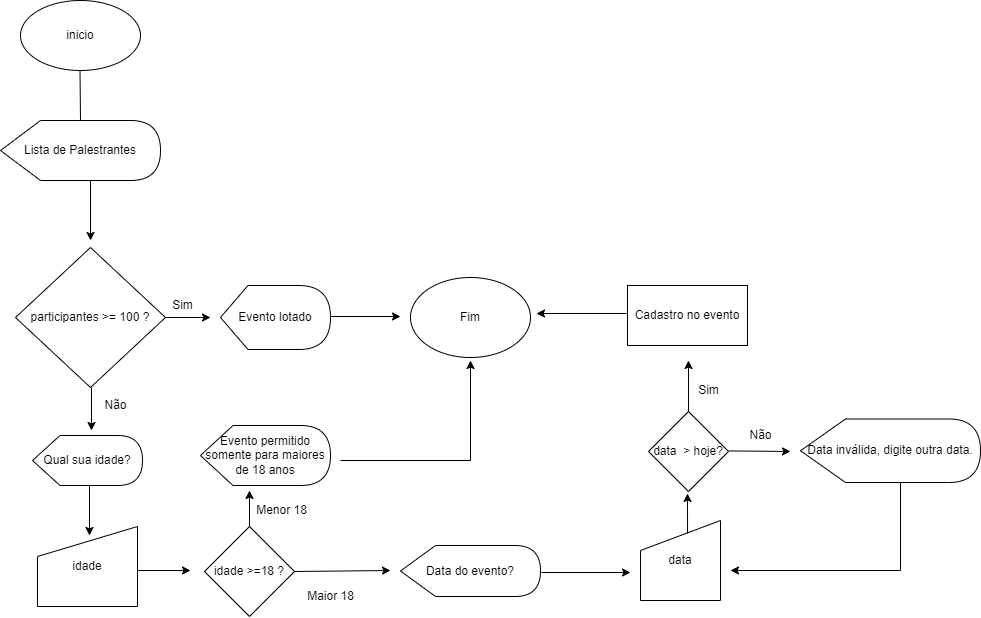 inicio
Lista de Palestrantes
participantes >= 100 ?
Sim
Evento lotado
Fim
Cadastro no evento
Não
Sim
Qual sua idade?
Evento permitido
somente para maiores
de 18 anos
data > hoje?
Não
Data inválida, digite outra data.
Menor 18
idade
idade >=18 ?
Maior 18
Data do evento?
data